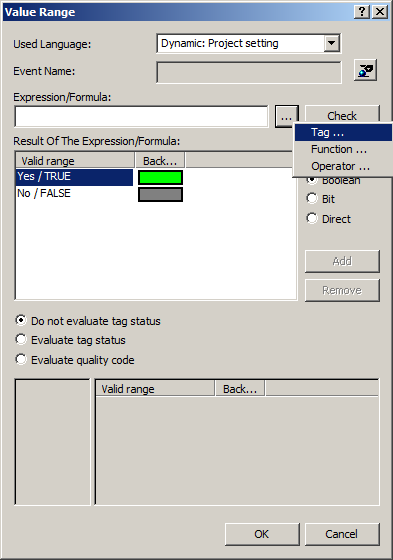 Value Range
Used Language: Dynamic: Project setting
Event Name:
Expression/Formula:
... Check
Tag ...
Function ...
Operator ...
Result Of The Expression/Formula:
Valid range Back...
Yes / TRUE
No / FALSE
Boolean
Bit
Direct
Add
Remove
Do not evaluate tag status
Evaluate tag status
Evaluate quality code
Valid range Back...
OK Cancel